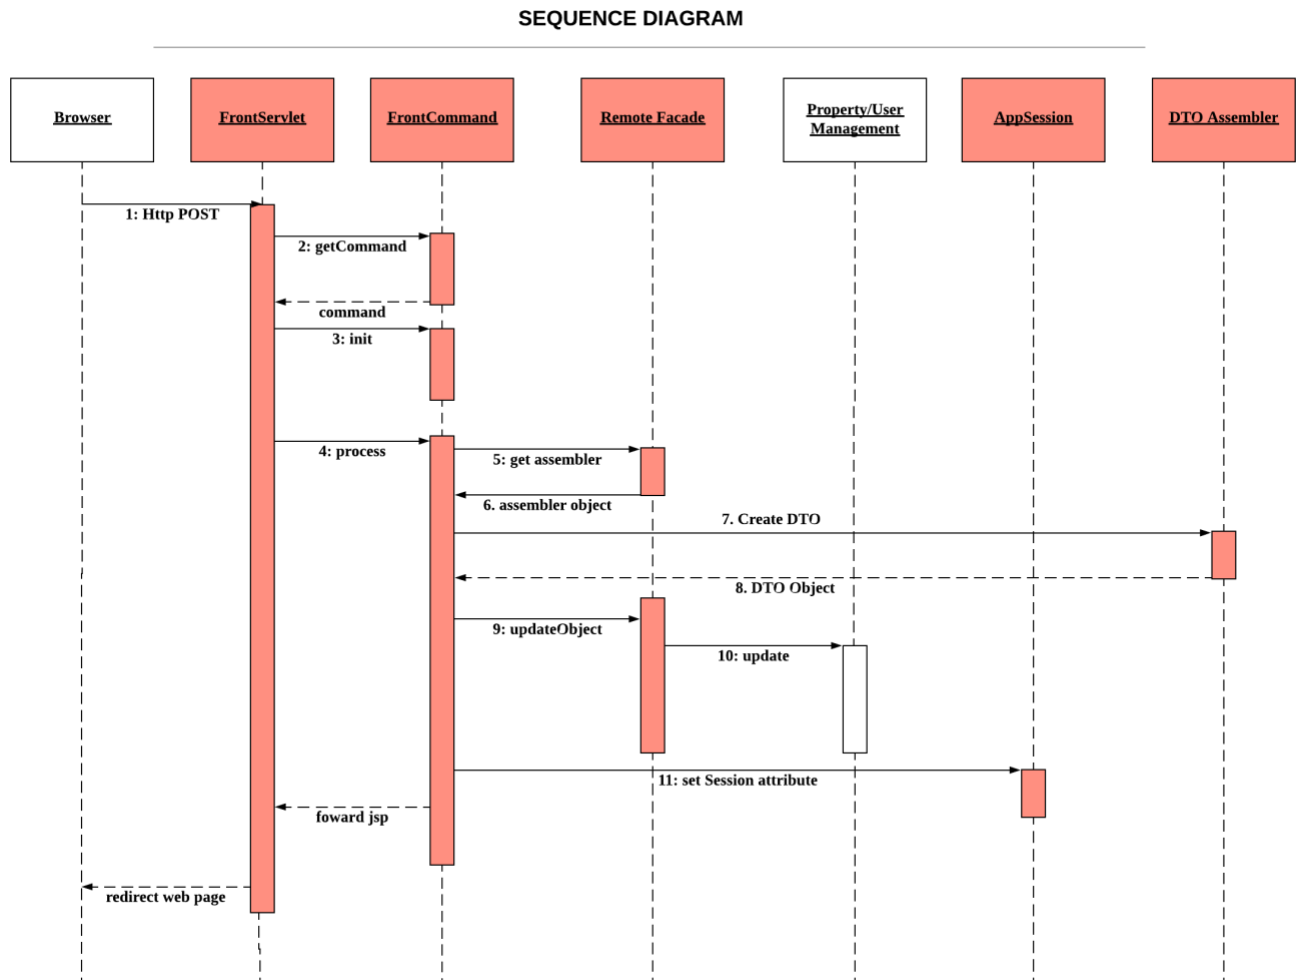 SEQUENCE DIAGRAM
Browser
FrontServlet
FrontCommand
Remote Facade
Property/User
Management
AppSession
DTO Assembler
1: Http POST
2: getCommand
command
3: init
4: process
5: get assembler
6. assembler object
7. Create DTO
8. DTO Object
9: updateObject
10: update
11: set Session attribute
foward jsp
redirect web page